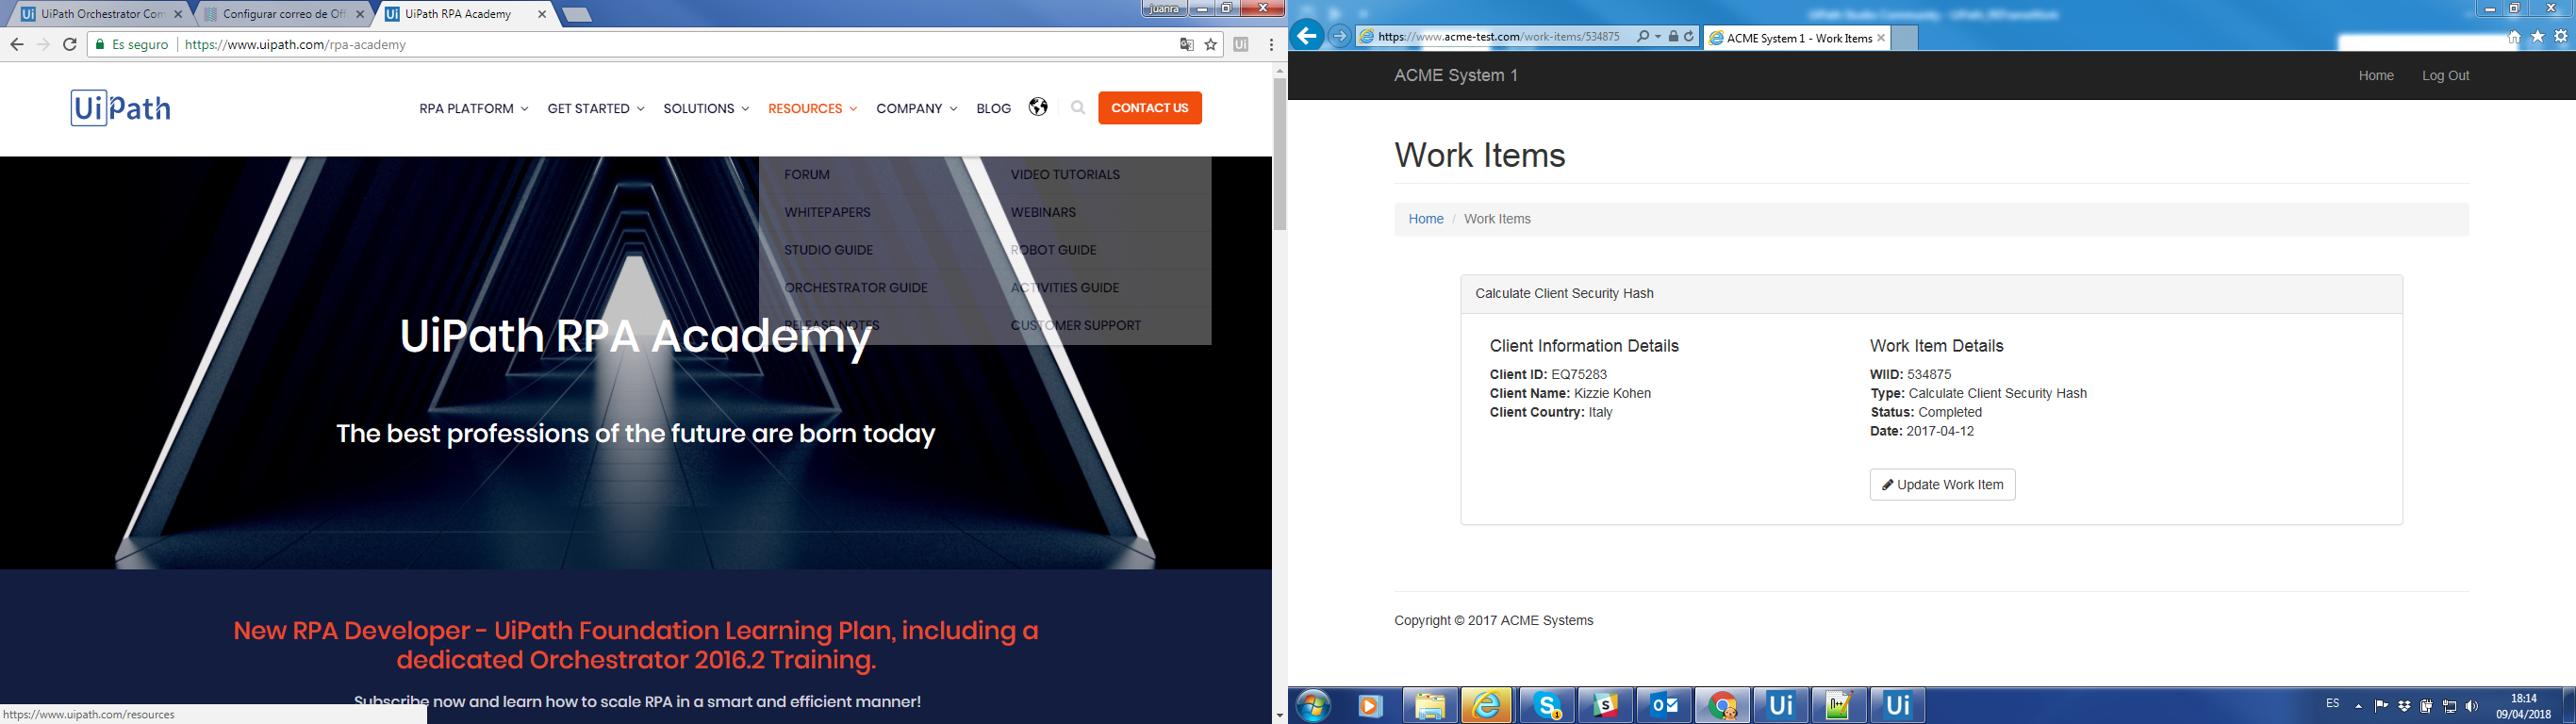 UiPath Orchestrator Com
Configurar correo de Off
UiPath RPA Academy
juanra
Es seguro
https://www.uipath.com/rpa-academy
UiPath
RPA PLATFORM
GET STARTED
SOLUTIONS
RESOURCES
COMPANY
BLOG
CONTACT US
FORUM
VIDEO TUTORIALS
WHITEPAPERS
WEBINARS
STUDIO GUIDE
ROBOT GUIDE
ORCHESTRATOR GUIDE
ACTIVITIES GUIDE
RELEASE NOTES
CUSTOMER SUPPORT
UiPath RPA Academy
The best professions of the future are born today
New RPA Developer - UiPath Foundation Learning Plan, including a
dedicated Orchestrator 2016.2 Training.
Subscribe now and learn how to scale RPA in a smart and efficient manner!
https://www.uipath.com/resources
https://www.acme-test.com/work-items/534875
ACME System 1 - Work Items
ACME System 1
Home
Log Out
Work Items
Home / Work Items
Calculate Client Security Hash
Client Information Details
Client ID: EQ75283
Client Name: Kizzie Kohen
Client Country: Italy
Work Item Details
WIID: 534875
Type: Calculate Client Security Hash
Status: Completed
Date: 2017-04-12
Update Work Item
Copyright © 2017 ACME Systems
ES
18:14
09/04/2018